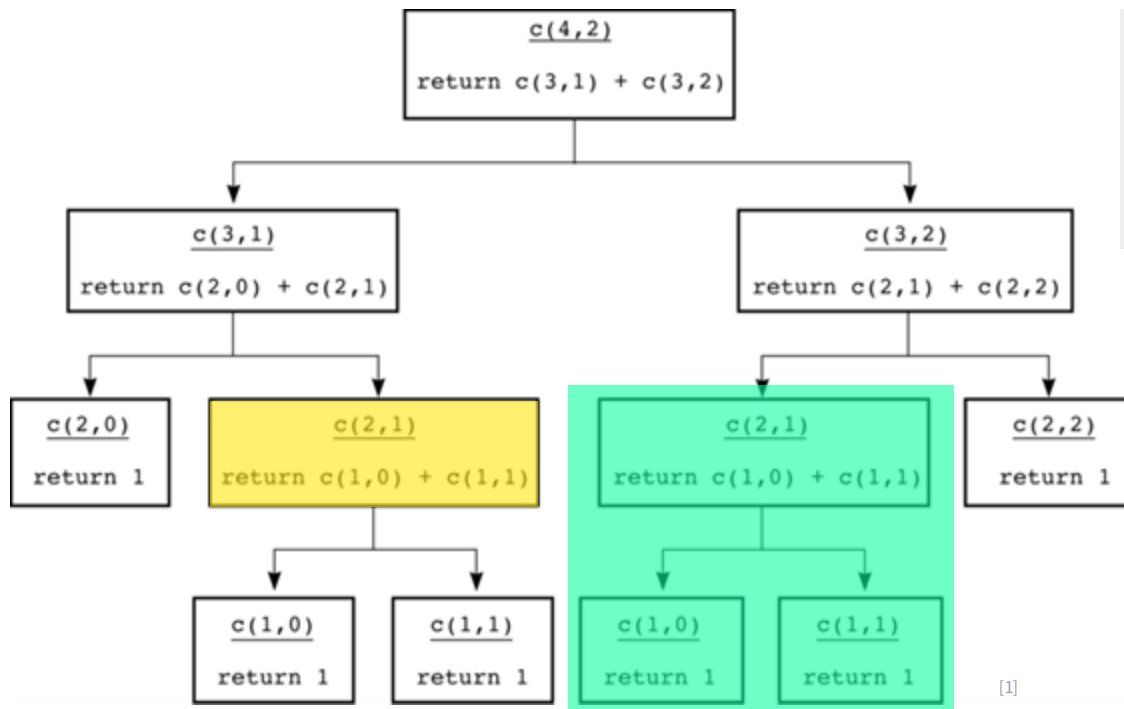 c(4,2)
return c(3,1) + c(3,2)
c(3,1)
return c(2,0) + c(2,1)
c(3,2)
return c(2,1) + c(2,2)
c(2,0)
return 1
c(2,1)
return c(1,0) + c(1,1)
c(2,1)
return c(1,0) + c(1,1)
c(2,2)
return 1
c(1,0)
return 1
c(1,1)
return 1
c(1,0)
return 1
c(1,1)
return 1
[1]